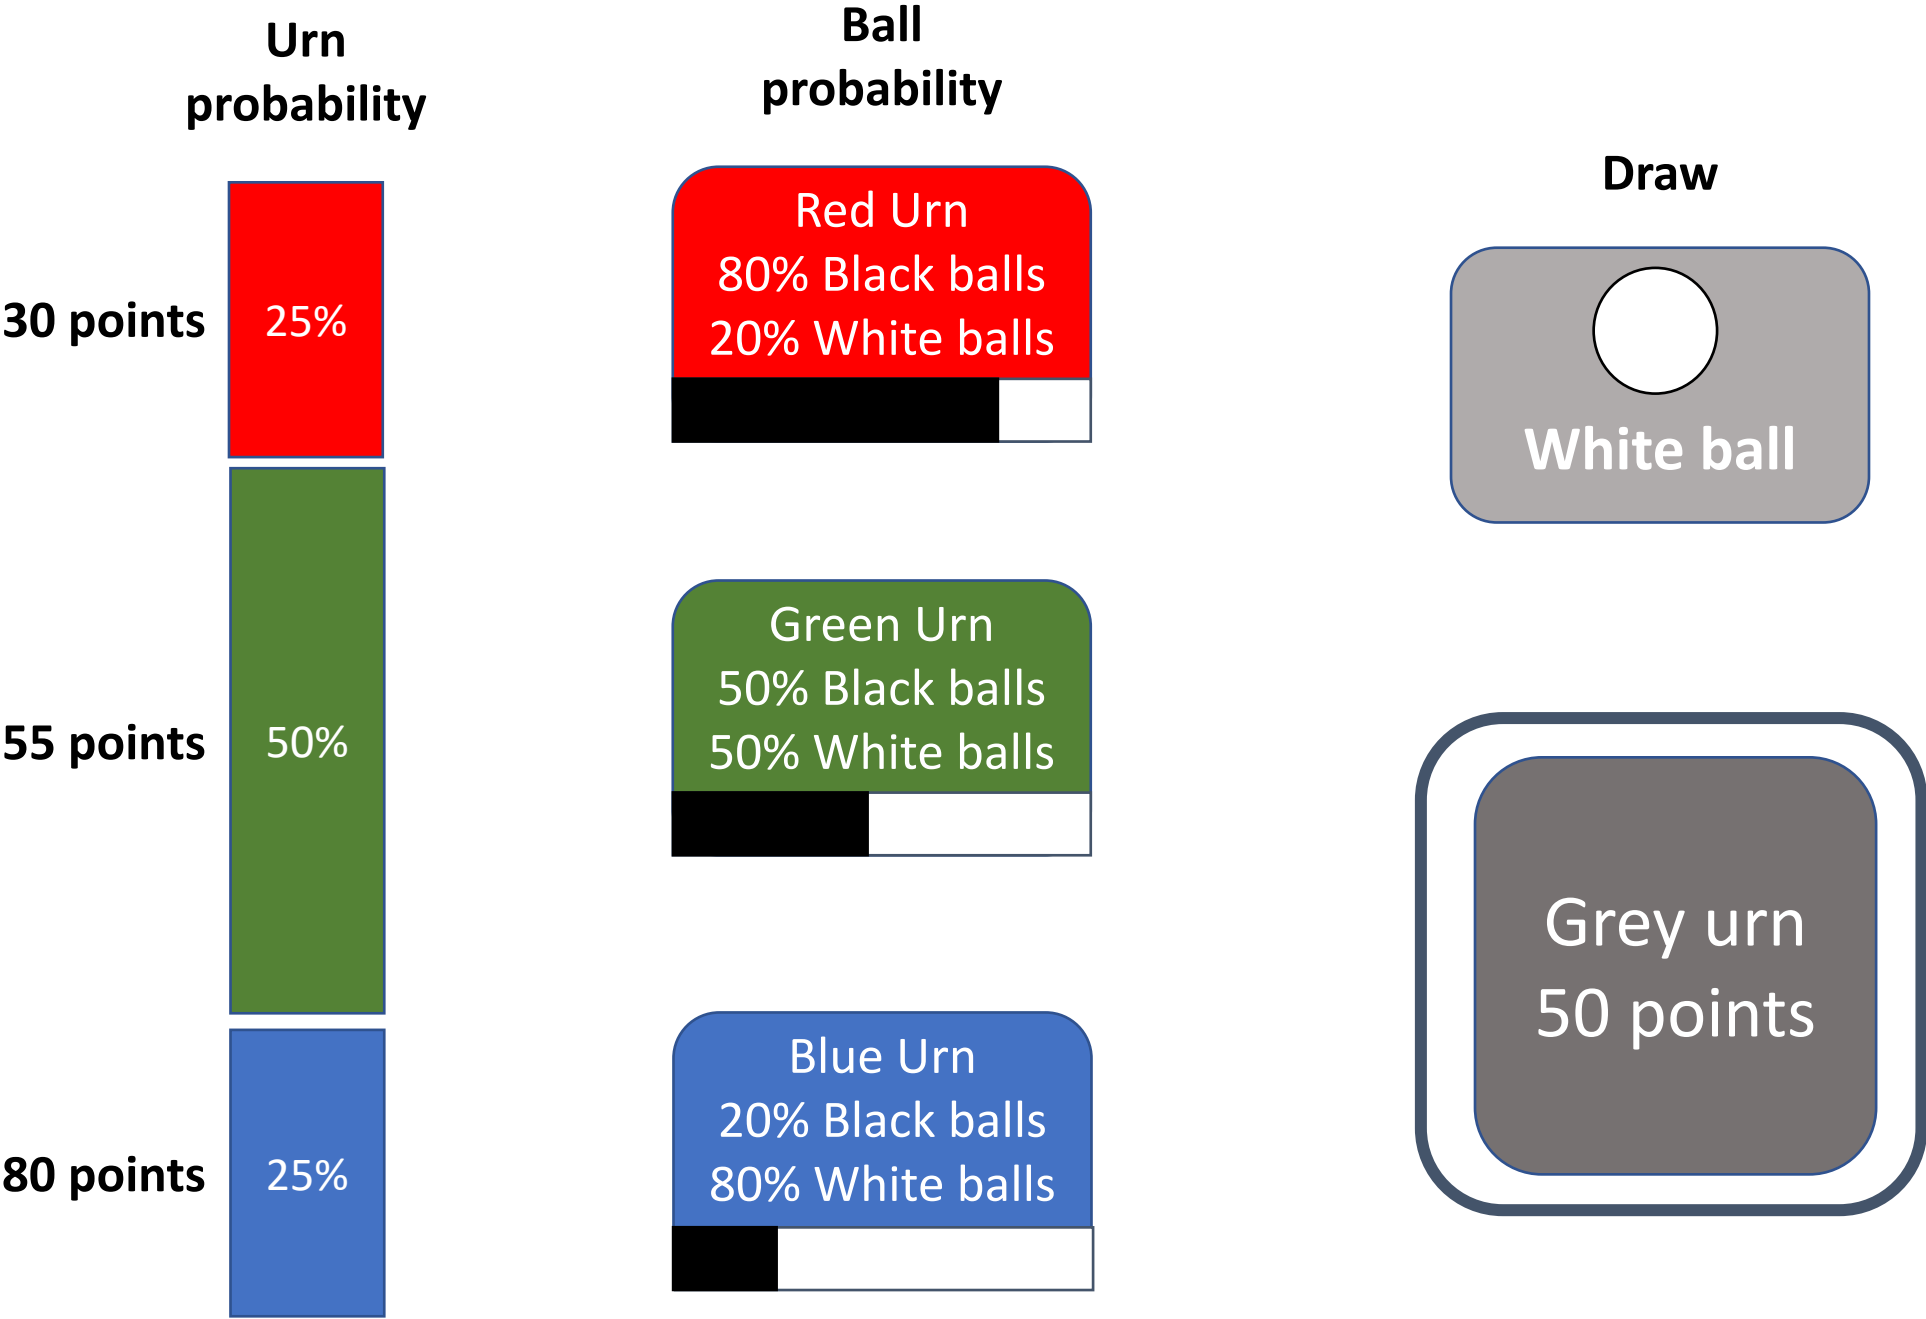 Urn
probability
Ball
probability
Draw
30 points
25%
Red Urn
80% Black balls
20% White balls
White ball
55 points
50%
Green Urn
50% Black balls
50% White balls
Grey urn
50 points
80 points
25%
Blue Urn
20% Black balls
80% White balls